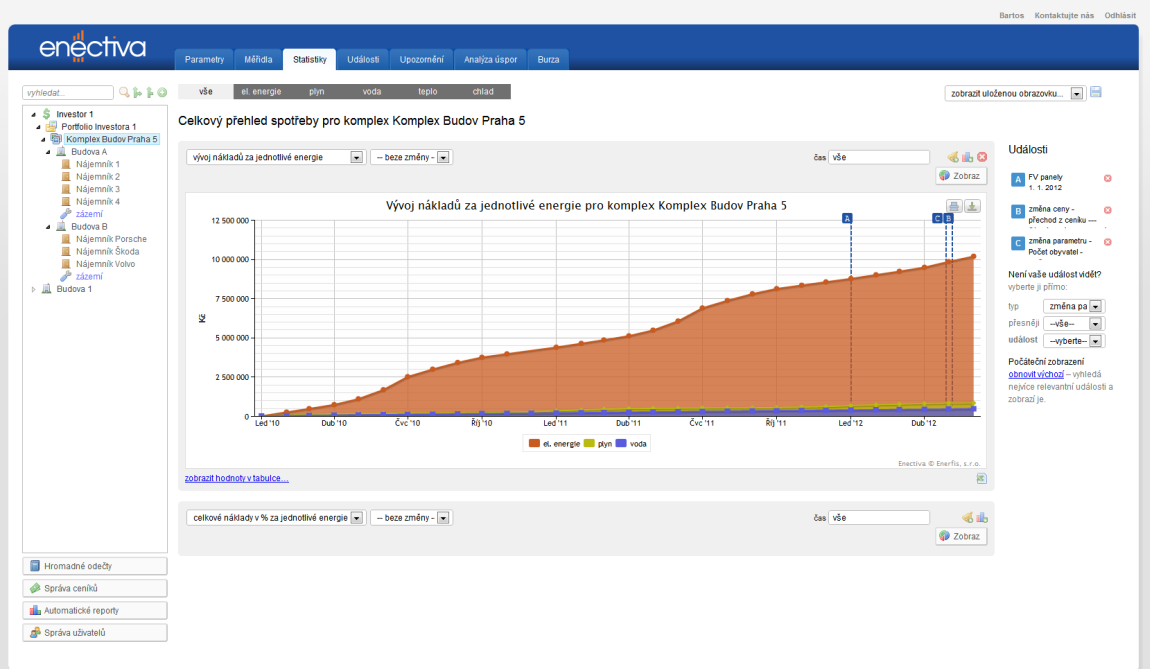 Bartos Kontaktujte nás Odhlásit
enectiva
Parametry Měřidla Statistiky Události Upozornění Analýza úspor Burza
vyhledat...
vše el. energie plyn voda teplo chlad
zobrazit uloženou obrazovku...
Investor 1
Portfolio Investora 1
Komplex Budov Praha 5
Budova A
Nájemník 1
Nájemník 2
Nájemník 3
Nájemník 4
zázemí
Budova B
Nájemník Porsche
Nájemník Škoda
Nájemník Volvo
zázemí
Budova 1
Hromadné odečty
Správa ceníků
Automatické reporty
Správa uživatelů
Celkový přehled spotřeby pro komplex Komplex Budov Praha 5
vývoj nákladů za jednotlivé energie -- beze změny - čas vše
Zobraz
Vývoj nákladů za jednotlivé energie pro komplex Komplex Budov Praha 5
A C B
Kč
12 500 000
10 000 000
7 500 000
5 000 000
2 500 000
0
Led '10 Dub '10 Čvc '10 Říj '10 Led '11 Dub '11 Čvc '11 Říj '11 Led '12 Dub '12
el. energie plyn voda
Enectiva © Enerfis, s.r.o.
zobrazit hodnoty v tabulce...
celkové náklady v % za jednotlivé energie -- beze změny - čas vše
Zobraz
Události
A FV panely
1. 1. 2012
B změna ceny -
přechod z ceníku ----
C změna parametru -
Počet obyvatel -
Není vaše událost vidět?
vyberte ji přímo:
typ změna pa
přesněji --vše--
událost --vyberte--
Počáteční zobrazení
obnovit výchozí – vyhledá
nejvíce relevantní události a
zobrazí je.